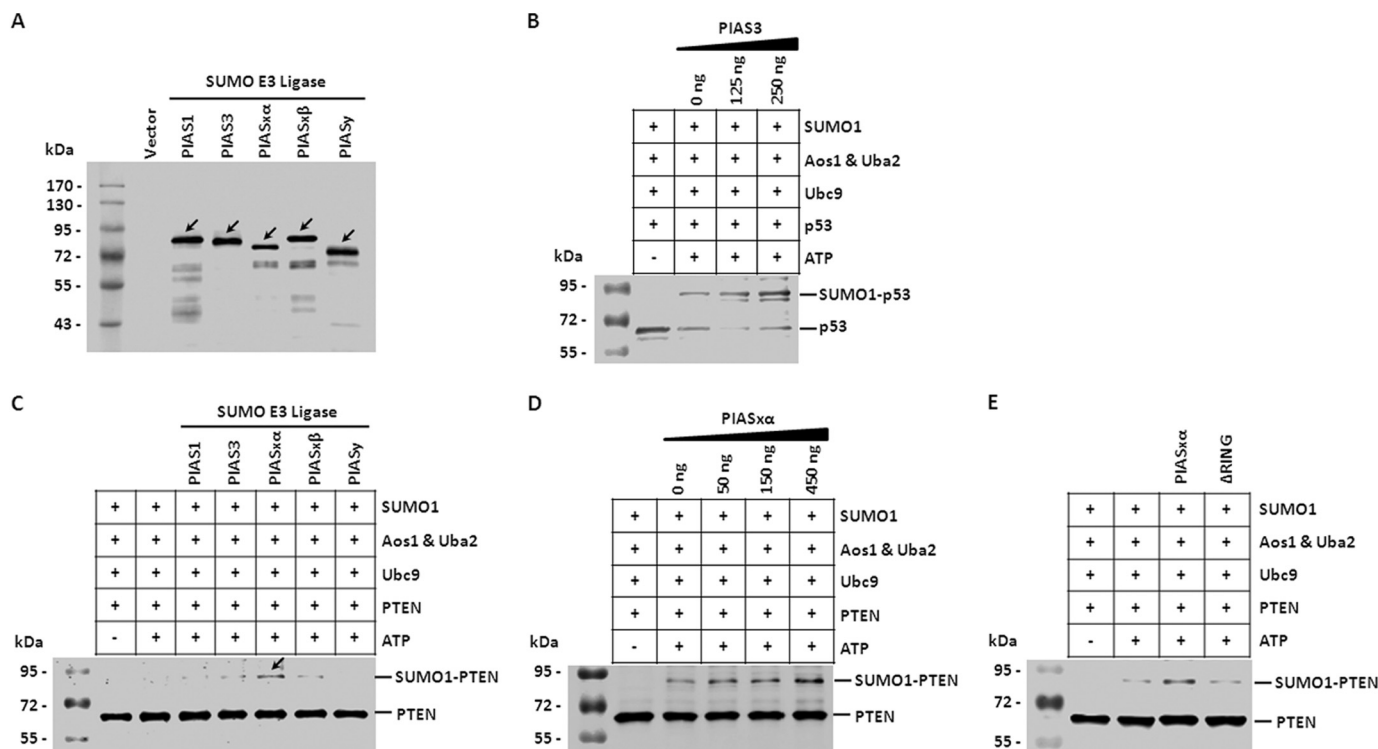 A
SUMO E3 Ligase
Vector
PIAS1
PIAS3
PIASxα
PIASxβ
PIASy
kDa
170 -
130 -
95 -
72 -
55 -
43 -
B
PIAS3
0 ng
125 ng
250 ng
+ + + + SUMO1
+ + + + Aos1 & Uba2
+ + + + Ubc9
+ + + + p53
- + + + ATP
kDa
95 -
72 -
55 -
SUMO1-p53
p53
C
SUMO E3 Ligase
PIAS1
PIAS3
PIASxα
PIASxβ
PIASy
+ + + + + + + SUMO1
+ + + + + + + Aos1 & Uba2
+ + + + + + + Ubc9
+ + + + + + + PTEN
- + + + + + + ATP
kDa
95 -
72 -
55 -
SUMO1-PTEN
PTEN
D
PIASxα
0 ng
50 ng
150 ng
450 ng
+ + + + + SUMO1
+ + + + + Aos1 & Uba2
+ + + + + Ubc9
+ + + + + PTEN
- + + + + ATP
kDa
95 -
72 -
55 -
SUMO1-PTEN
PTEN
E
PIASxα
ΔRING
+ + + + SUMO1
+ + + + Aos1 & Uba2
+ + + + Ubc9
+ + + + PTEN
- + + + ATP
kDa
95 -
72 -
55 -
SUMO1-PTEN
PTEN